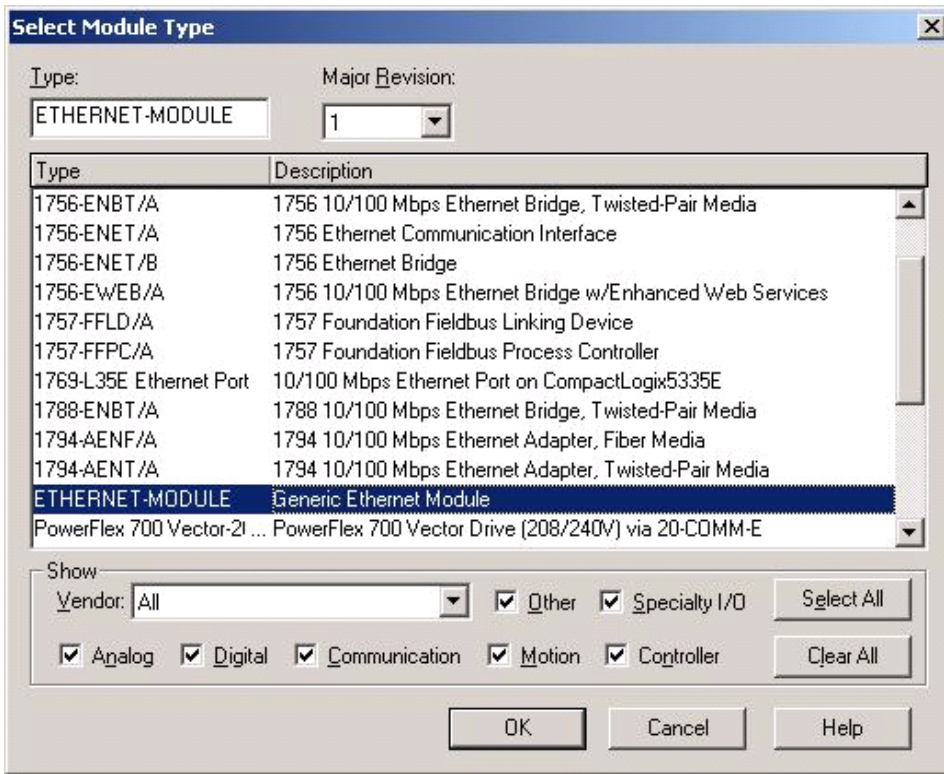 Select Module Type
Type: Major Revision:
ETHERNET-MODULE 1
Type Description
1756-ENBT/A 1756 10/100 Mbps Ethernet Bridge, Twisted-Pair Media
1756-ENET/A 1756 Ethernet Communication Interface
1756-ENET/B 1756 Ethernet Bridge
1756-EWEB/A 1756 10/100 Mbps Ethernet Bridge w/Enhanced Web Services
1757-FFLD/A 1757 Foundation Fieldbus Linking Device
1757-FFPC/A 1757 Foundation Fieldbus Process Controller
1769-L35E Ethernet Port 10/100 Mbps Ethernet Port on CompactLogix5335E
1788-ENBT/A 1788 10/100 Mbps Ethernet Bridge, Twisted-Pair Media
1794-AENF/A 1794 10/100 Mbps Ethernet Adapter, Fiber Media
1794-AENT/A 1794 10/100 Mbps Ethernet Adapter, Twisted-Pair Media
ETHERNET-MODULE Generic Ethernet Module
PowerFlex 700 Vector-2( ... PowerFlex 700 Vector Drive (208/240V) via 20-COMM-E
Show
Vendor: All Other Specialty I/O Select All
Analog Digital Communication Motion Controller Clear All
OK Cancel Help